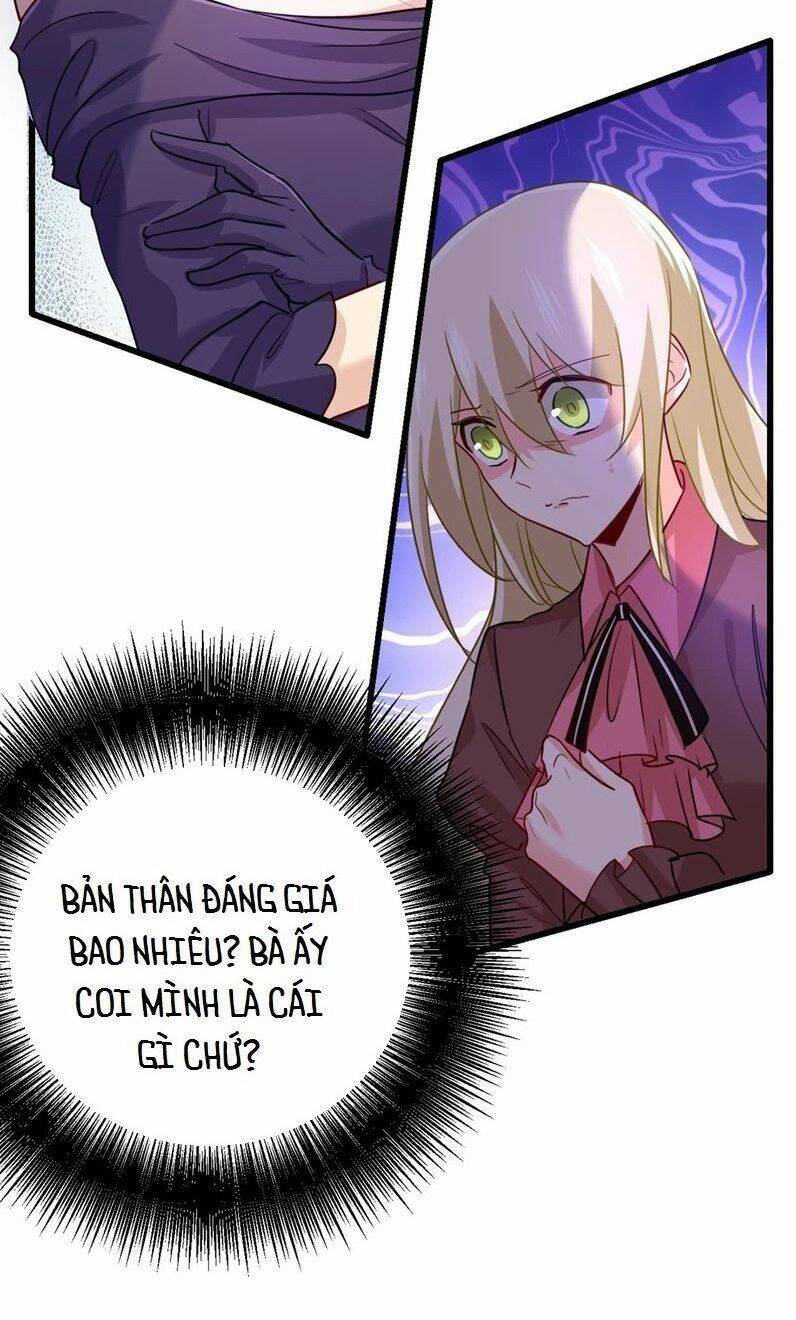 BẢN THÂN ĐÁNG GIÁ
BAO NHIÊU? BÀ ẤY
COI MÌNH LÀ CÁI
GÌ CHỨ?